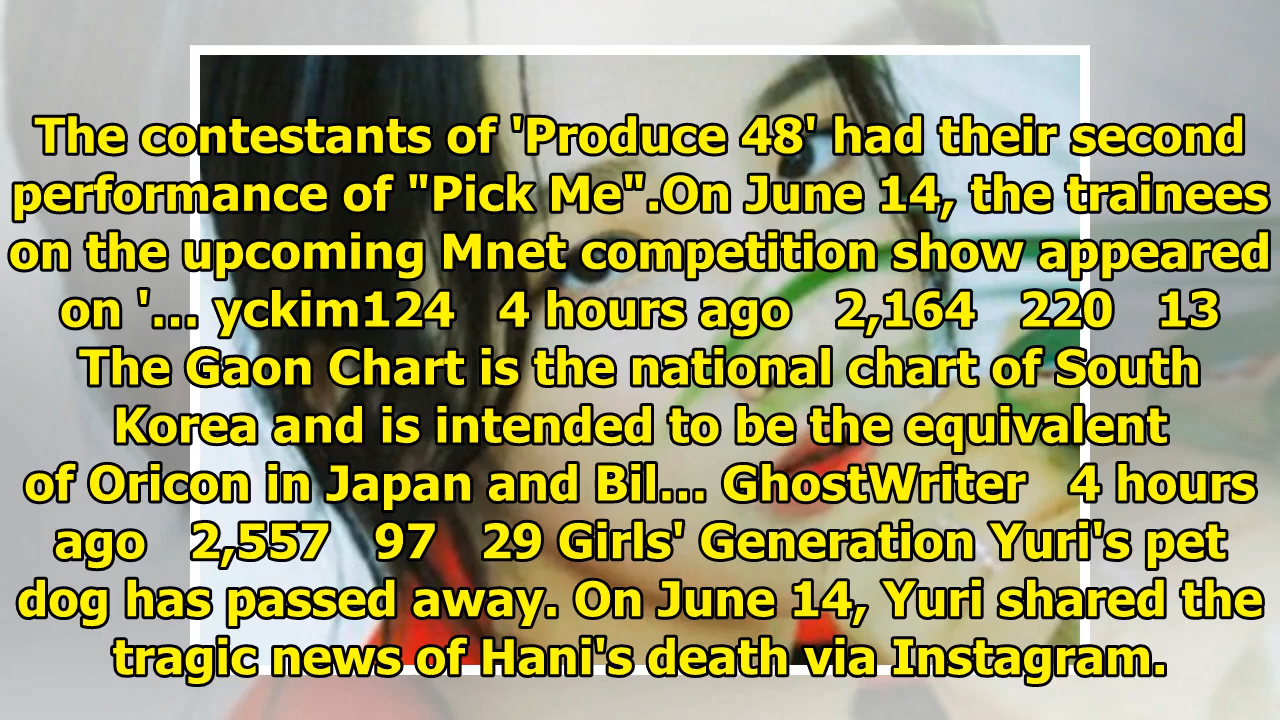 The contestants of 'Produce 48' had their second
performance of "Pick Me".On June 14, the trainees
on the upcoming Mnet competition show appeared
on '... yckim124 4 hours ago 2,164 220 13
The Gaon Chart is the national chart of South
Korea and is intended to be the equivalent
of Oricon in Japan and Bil... GhostWriter 4 hours
ago 2,557 97 29 Girls' Generation Yuri's pet
dog has passed away. On June 14, Yuri shared the
tragic news of Hani's death via Instagram.